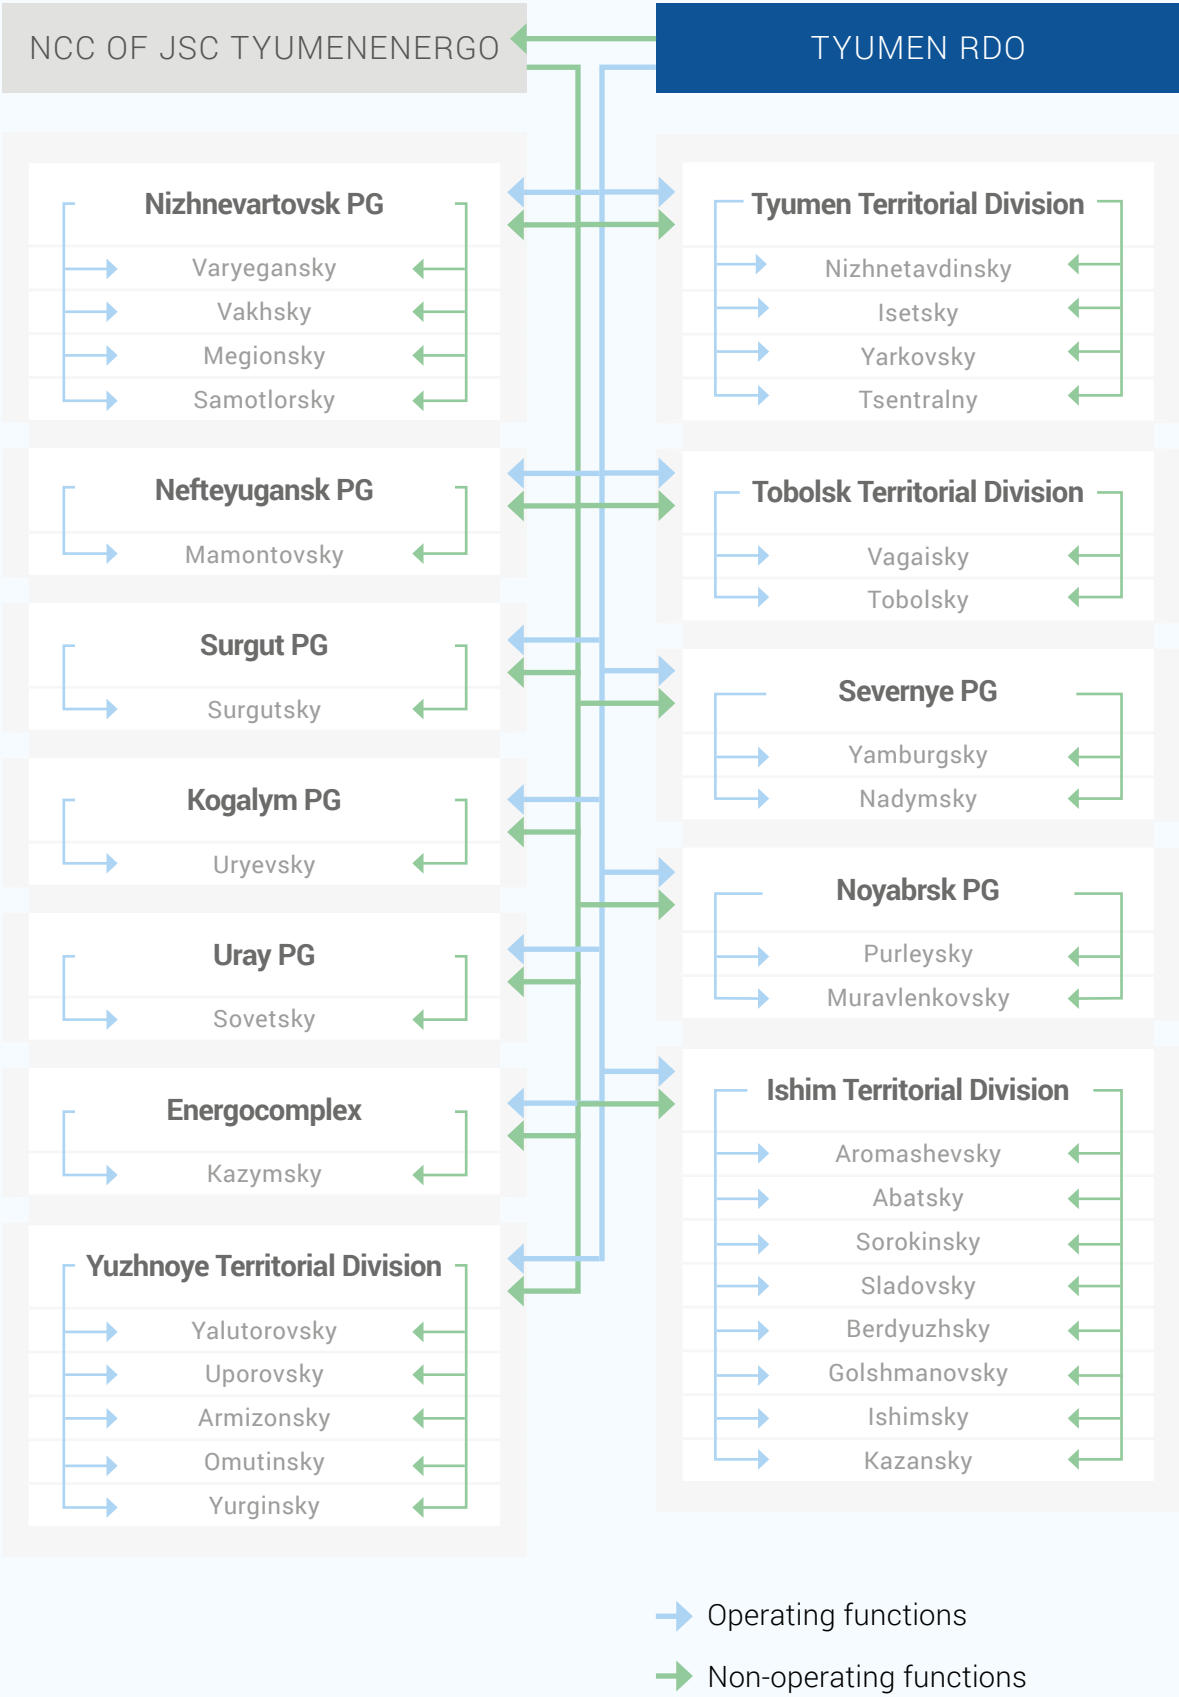 NCC OF JSC TYUMENENERGO
TYUMEN RDO
Nizhnevartovsk PG
Varyegansky
Vakhsky
Megionsky
Samotlorsky
Nefteyugansk PG
Mamontovsky
Surgut PG
Surgutsky
Kogalym PG
Uryevsky
Uray PG
Sovetsky
Energocomplex
Kazymsky
Yuzhnoye Territorial Division
Yalutorovsky
Uporovsky
Armizonsky
Omutinsky
Yurginsky
Tyumen Territorial Division
Nizhnetavdinsky
Isetsky
Yarkovsky
Tsentralny
Tobolsk Territorial Division
Vagaisky
Tobolsky
Severnye PG
Yamburgsky
Nadymsky
Noyabrsk PG
Purleysky
Muravlenkovsky
Ishim Territorial Division
Aromashevsky
Abatsky
Sorokinsky
Sladovsky
Berdyuzhsky
Golshmanovsky
Ishimsky
Kazansky
Operating functions
Non-operating functions